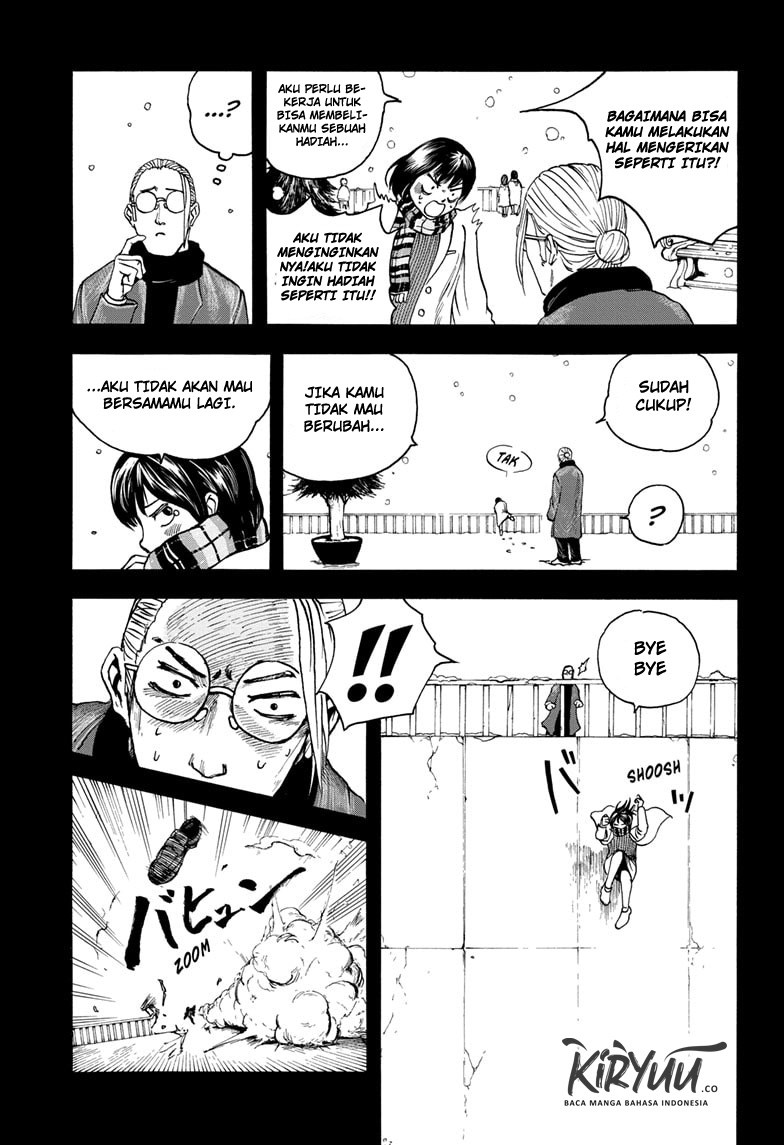 BAGAIMANA BISA
KAMU MELAKUKAN
HAL MENGERIKAN
SEPERTI ITU?!
AKU PERLU BE-
KERJA UNTUK
BISA MEMBELI-
KANMU SEBUAH
HADIAH...
AKU TIDAK
MENGINGINKAN
NYA!AKU TIDAK
INGIN HADIAH
SEPERTI ITU!!
...?
SUDAH
CUKUP!
?
TAK
JIKA KAMU
TIDAK MAU
BERUBAH...
...AKU TIDAK AKAN MAU
BERSAMAMU LAGI.
BYE
BYE
バッ
SHOOSH
!!
バヒュン
ZOOM
KiRYUU.CO
BACA MANGA BAHASA INDONESIA